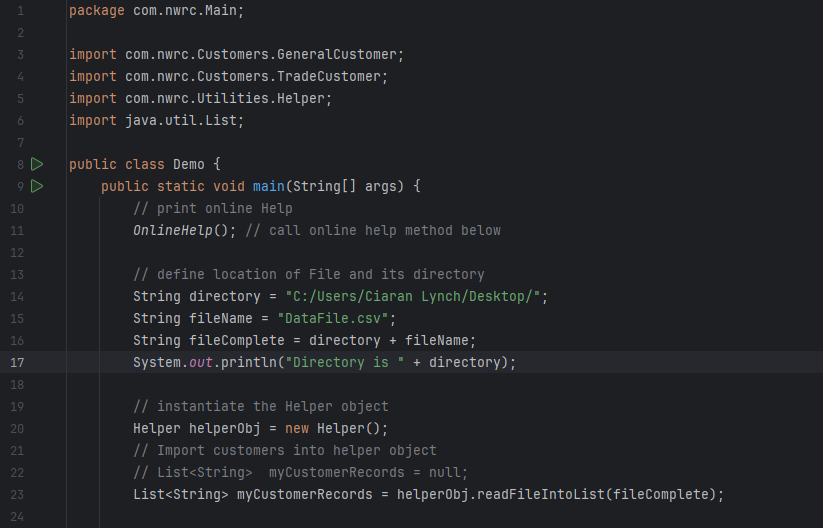 1 package com.nwrc.Main;
2
3 import com.nwrc.Customers.GeneralCustomer;
4 import com.nwrc.Customers.TradeCustomer;
5 import com.nwrc.Utilities.Helper;
6 import java.util.List;
7
8 public class Demo {
9     public static void main(String[] args) {
10         // print online Help
11         OnlineHelp(); // call online help method below
12
13         // define location of File and its directory
14         String directory = "C:/Users/Ciaran Lynch/Desktop/";
15         String fileName = "DataFile.csv";
16         String fileComplete = directory + fileName;
17         System.out.println("Directory is " + directory);
18
19         // instantiate the Helper object
20         Helper helperObj = new Helper();
21         // Import customers into helper object
22         // List<String>  myCustomerRecords = null;
23         List<String> myCustomerRecords = helperObj.readFileIntoList(fileComplete);
24